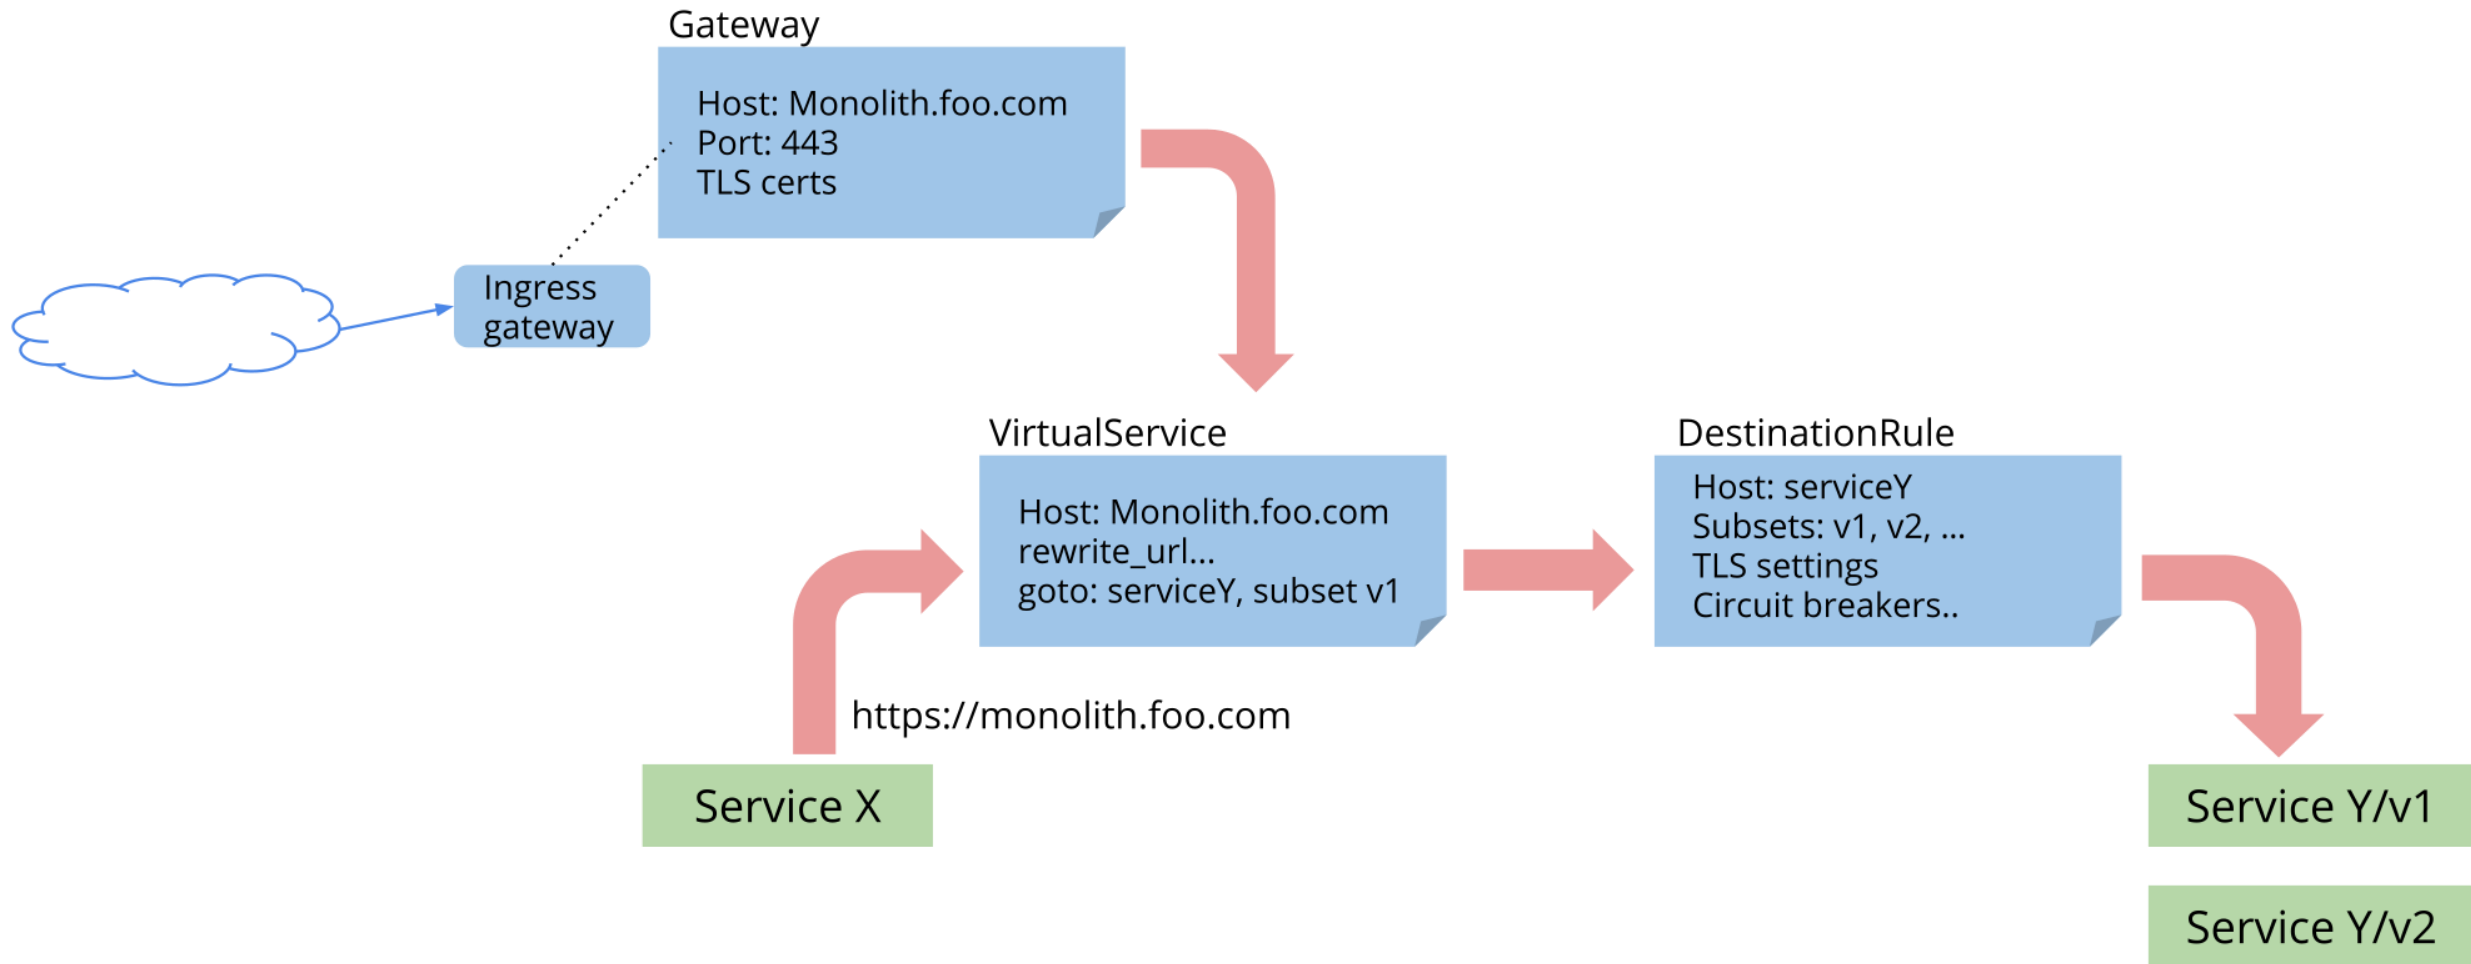 Gateway
Host: Monolith.foo.com
Port: 443
TLS certs
Ingress
gateway
VirtualService
Host: Monolith.foo.com
rewrite_url...
goto: serviceY, subset v1
DestinationRule
Host: serviceY
Subsets: v1, v2, ...
TLS settings
Circuit breakers..
https://monolith.foo.com
Service X
Service Y/v1
Service Y/v2